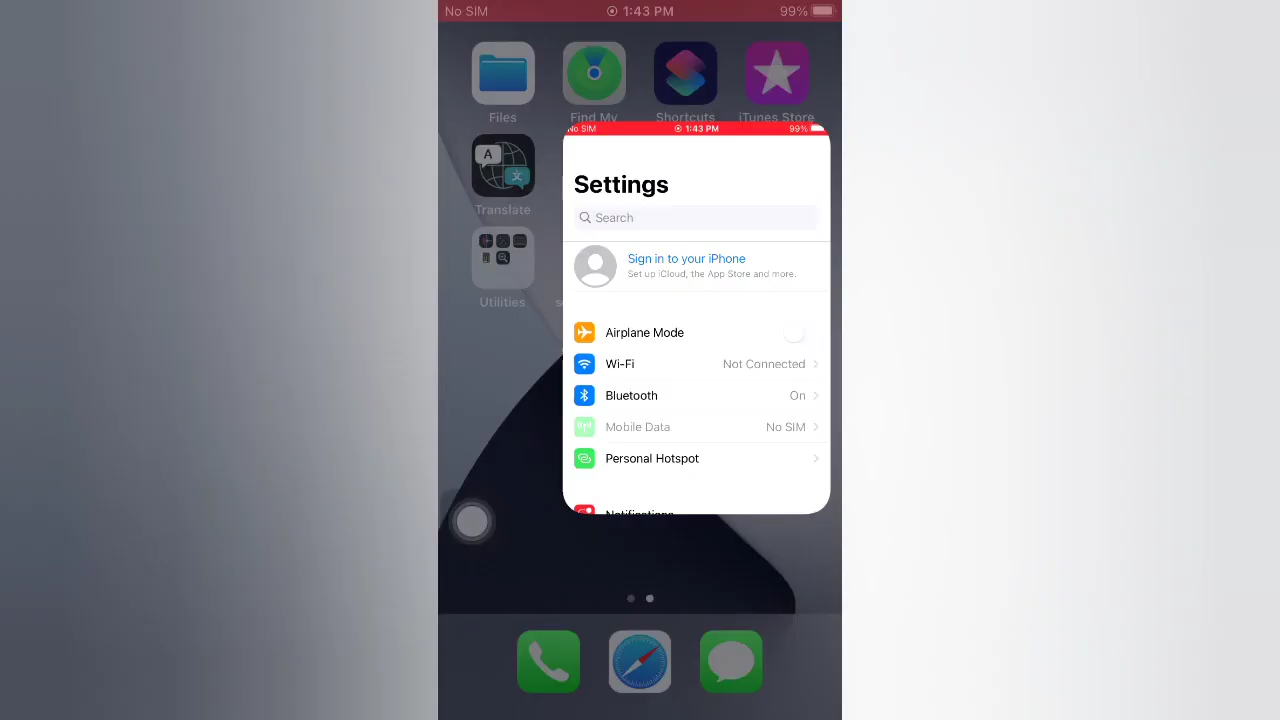 No SIM 1:43 PM 99%
Files Find My Shortcuts iTunes Store
No SIM 1:43 PM 99%
Settings
Search
Sign in to your iPhone
Set up iCloud, the App Store and more.
Airplane Mode
Wi-Fi Not Connected
Bluetooth On
Mobile Data No SIM
Personal Hotspot
Notifications
A
文
Translate
Utilities